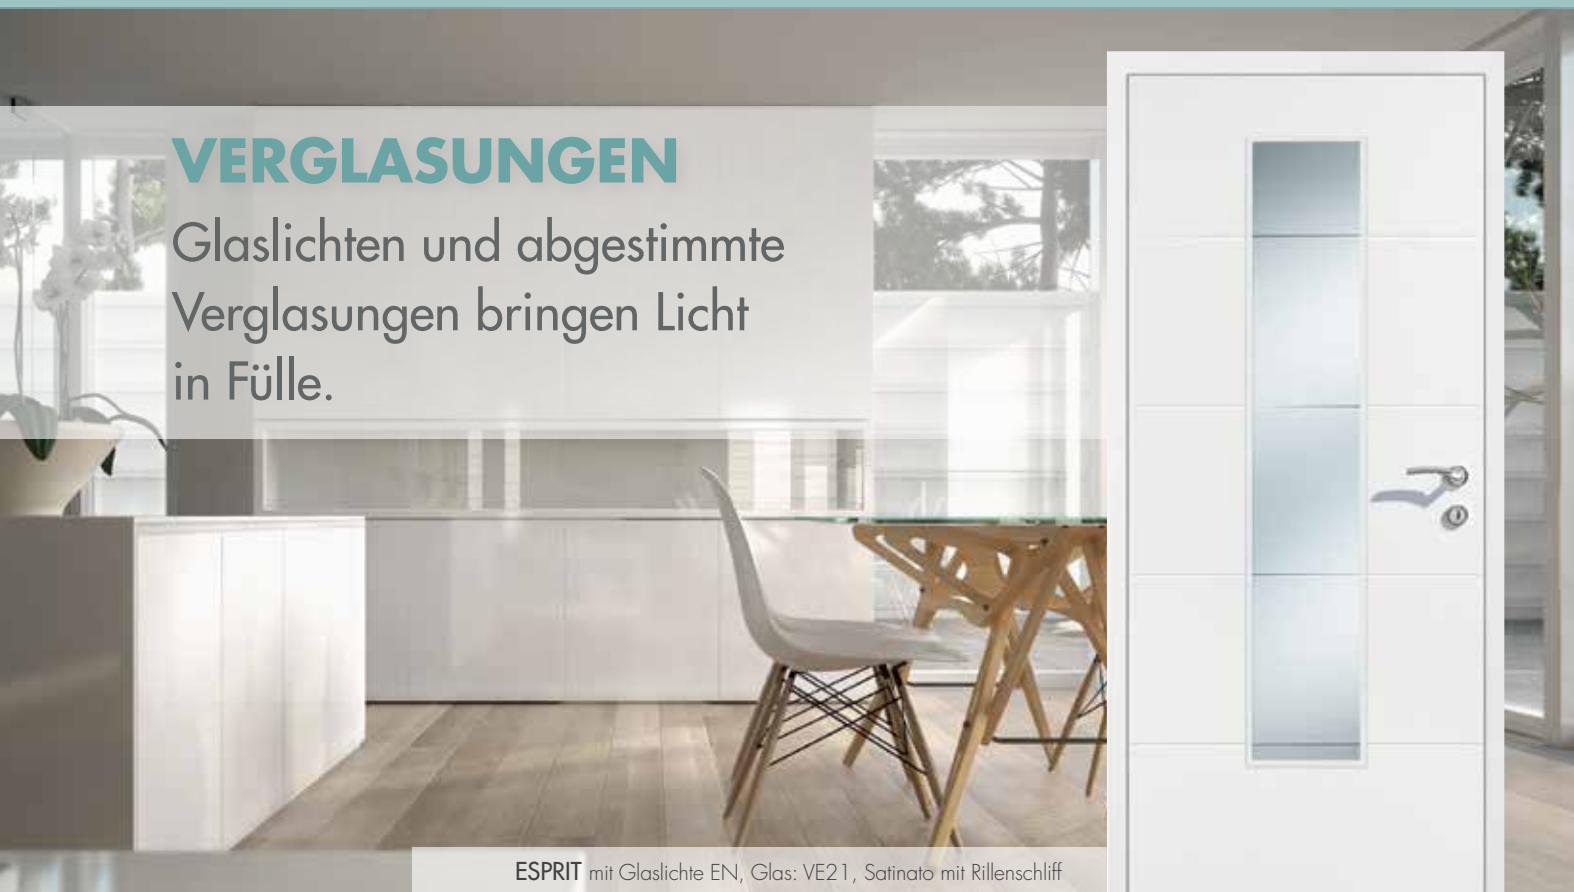 VERGLASUNGEN
Glaslichten und abgestimmte
Verglasungen bringen Licht
in Fülle.
ESPRIT mit Glaslichte EN, Glas: VE21, Satinato mit Rillenschliff